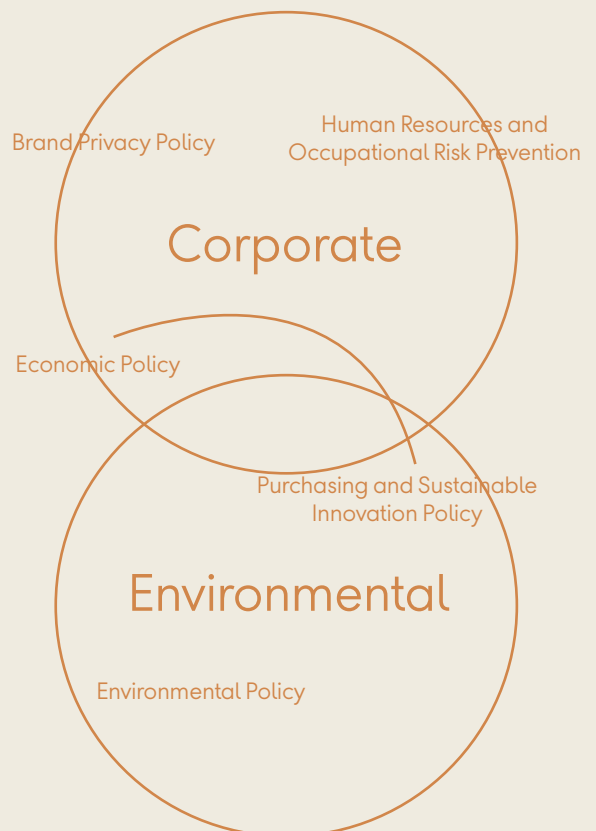 Brand Privacy Policy
Human Resources and
Occupational Risk Prevention
Corporate
Economic Policy
Purchasing and Sustainable
Innovation Policy
Environmental
Environmental Policy